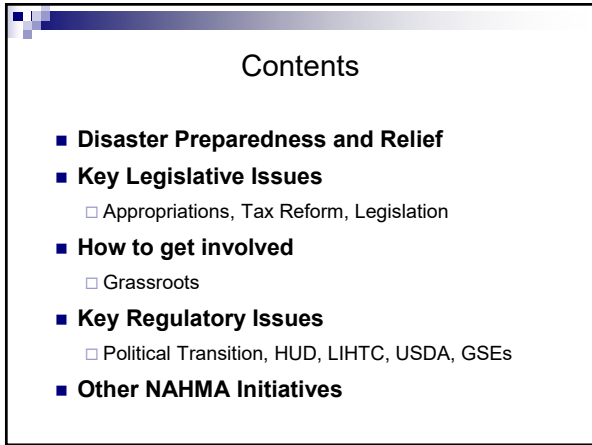 Contents
Disaster Preparedness and Relief
Key Legislative Issues
Appropriations, Tax Reform, Legislation
How to get involved
Grassroots
Key Regulatory Issues
Political Transition, HUD, LIHTC, USDA, GSEs
Other NAHMA Initiatives